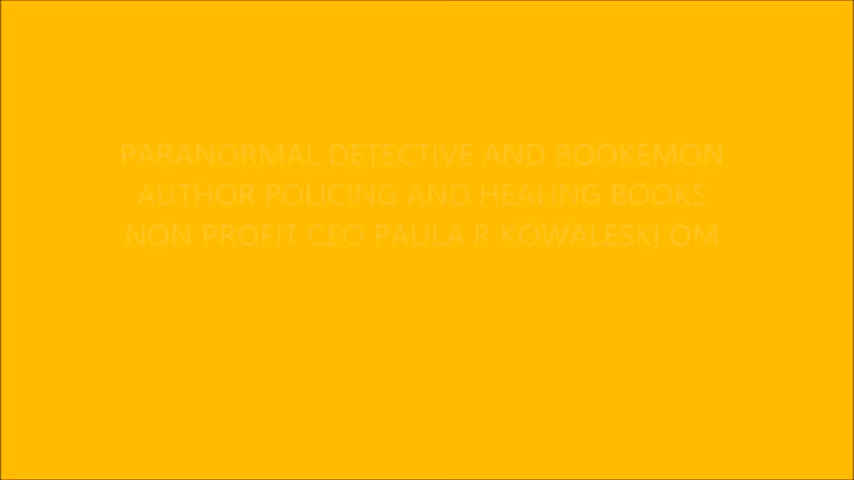 PARANORMAL DETECTIVE AND BOOKEMON
AUTHOR POLICING AND HEALING BOOKS
NON PROFIT CEO PAULA R KOWALESKI OM